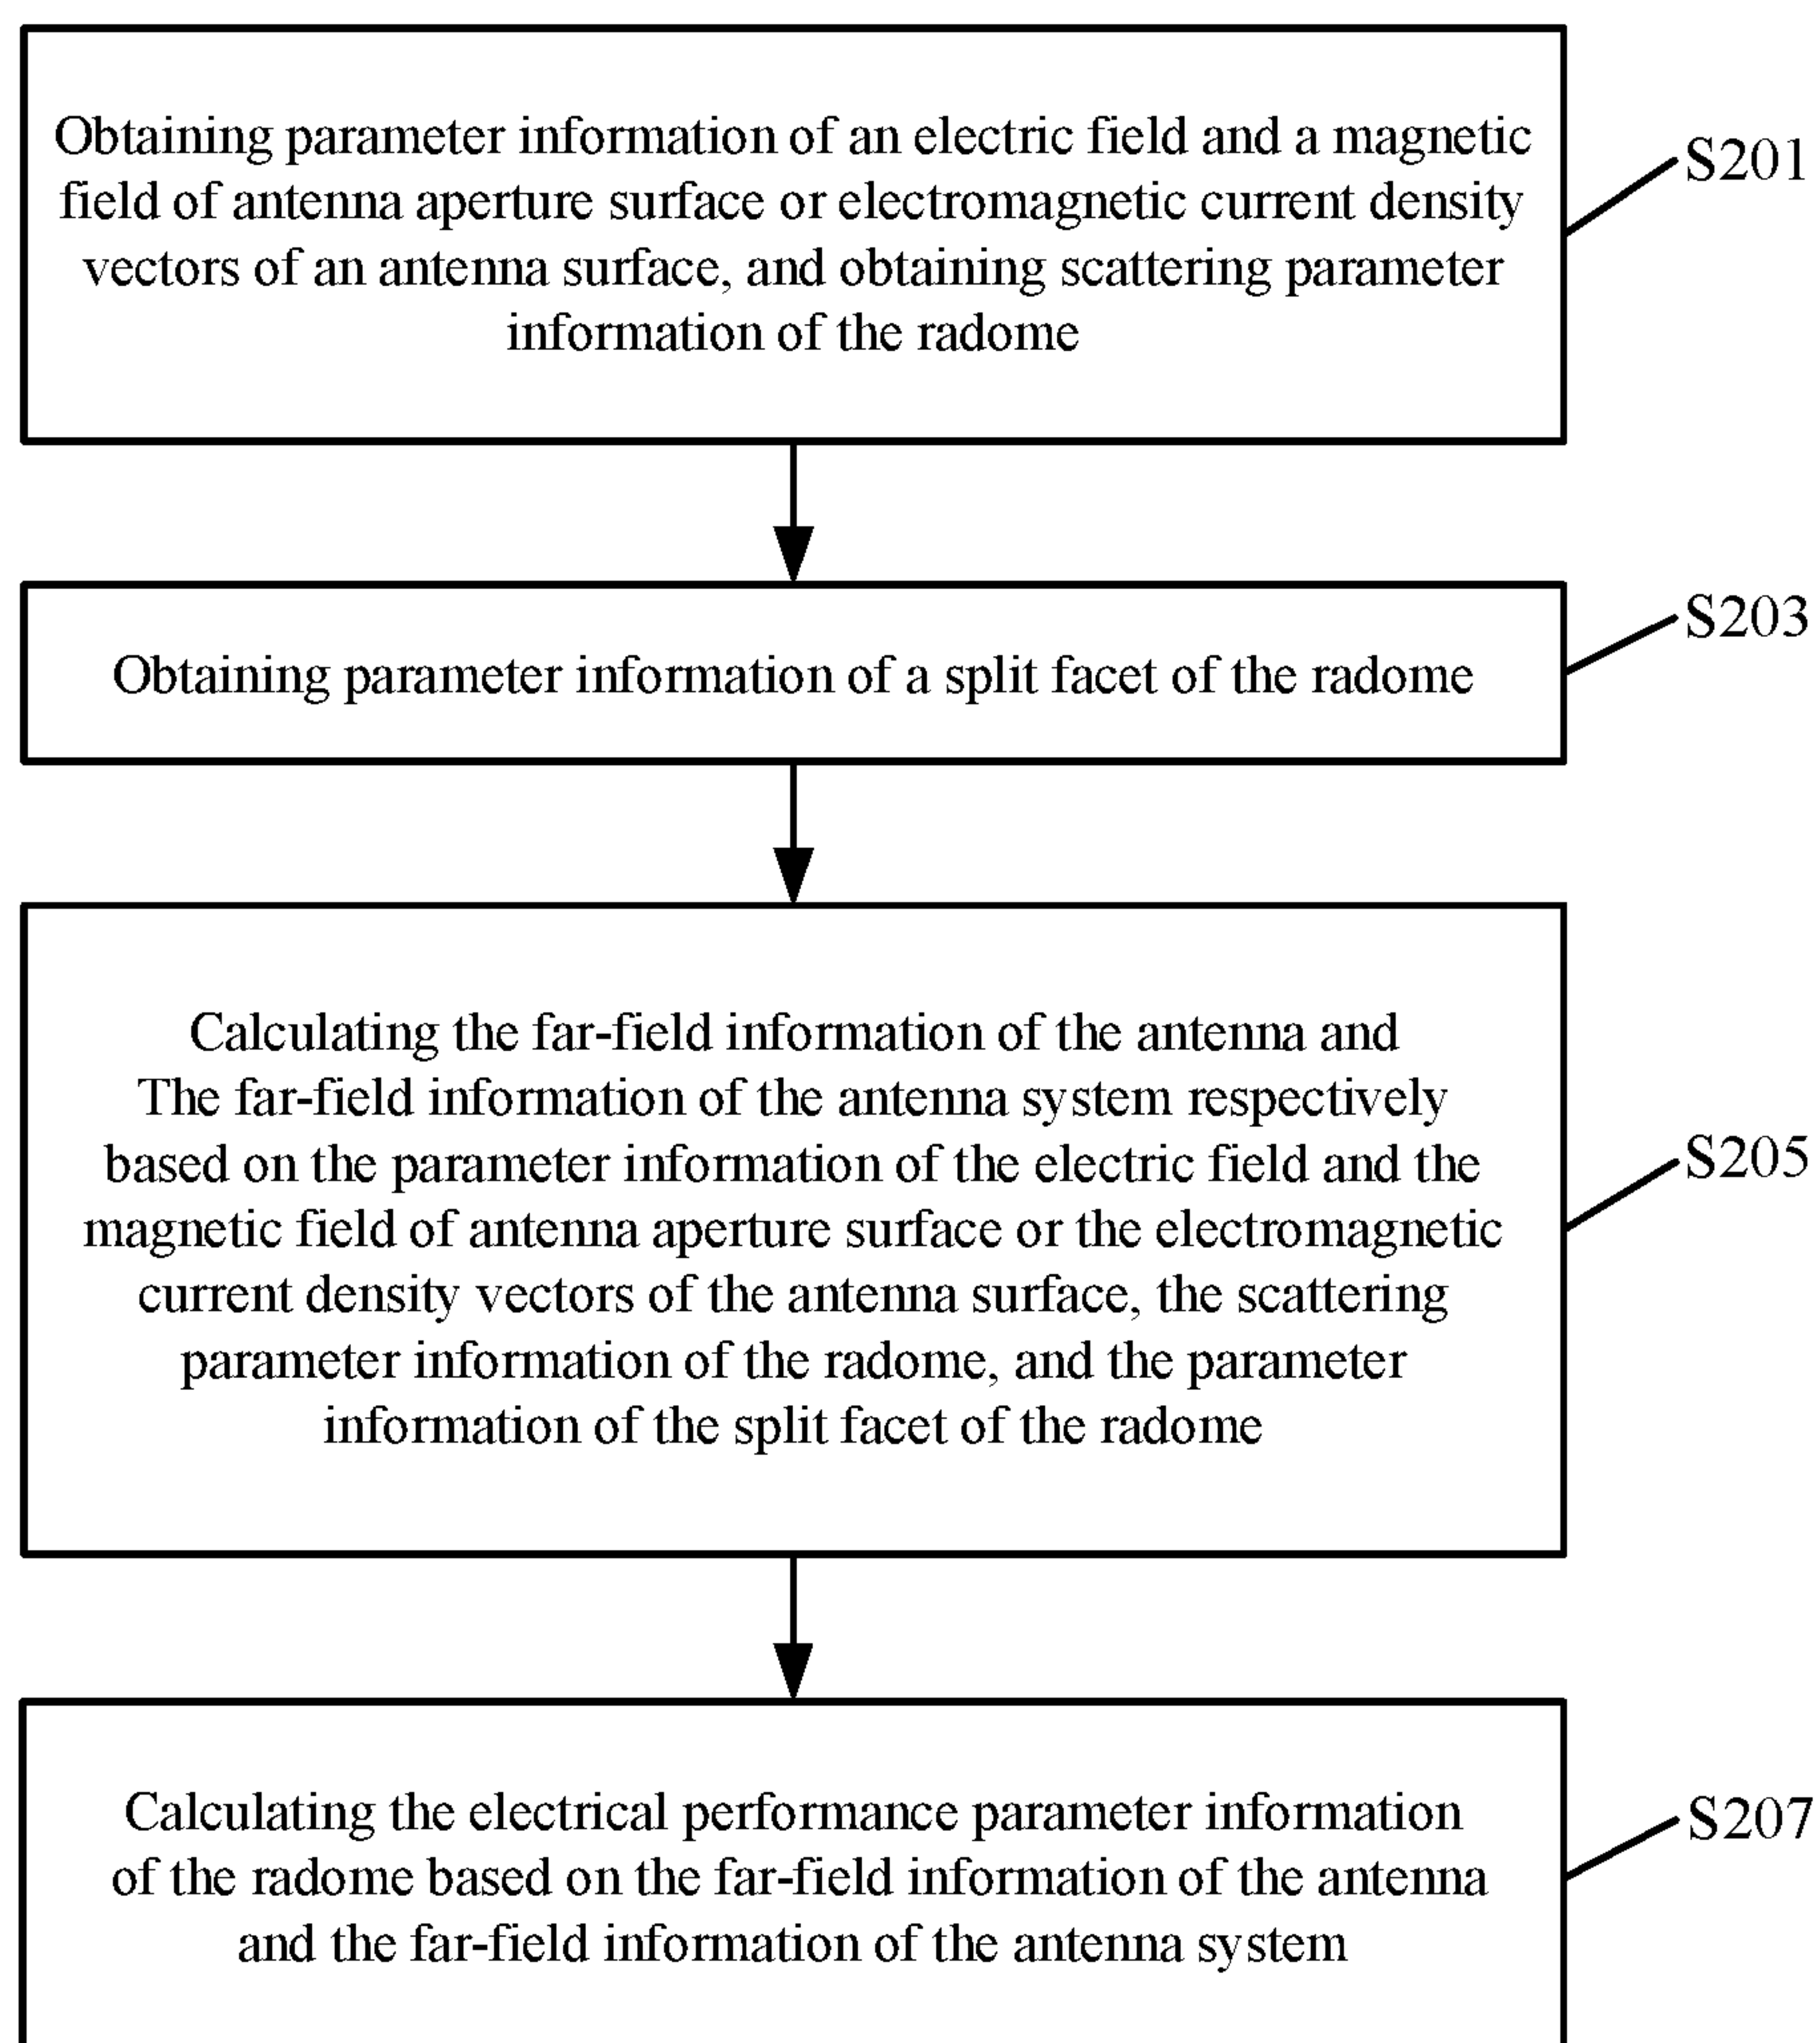 Obtaining parameter information of an electric field and a magnetic
field of antenna aperture surface or electromagnetic current density
vectors of an antenna surface, and obtaining scattering parameter
information of the radome
S201
Obtaining parameter information of a split facet of the radome
S203
Calculating the far-field information of the antenna and
The far-field information of the antenna system respectively
based on the parameter information of the electric field and the
magnetic field of antenna aperture surface or the electromagnetic
current density vectors of the antenna surface, the scattering
parameter information of the radome, and the parameter
information of the split facet of the radome
S205
Calculating the electrical performance parameter information
of the radome based on the far-field information of the antenna
and the far-field information of the antenna system
S207